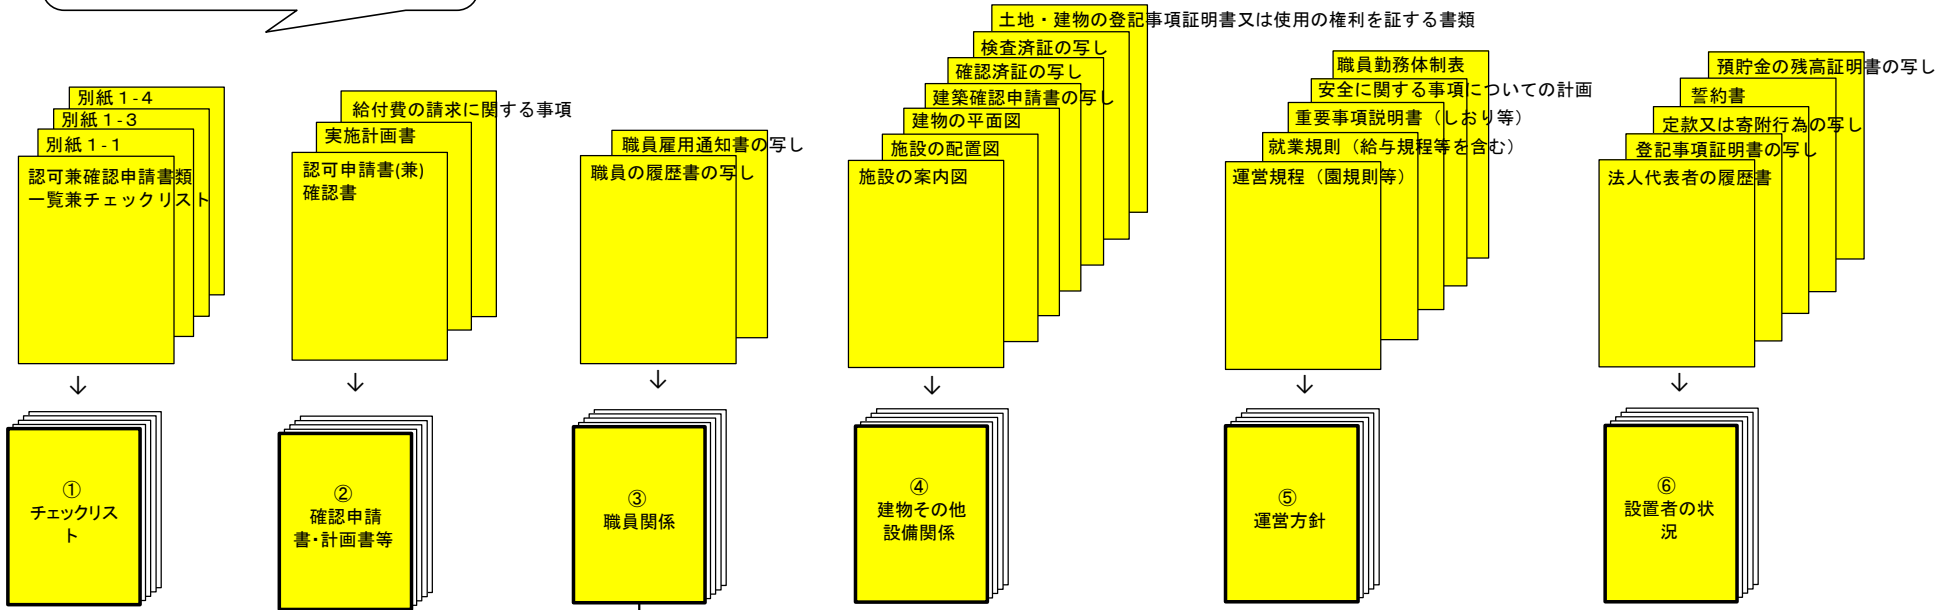 別紙１-４
別紙１-３
別紙１-１
認可兼確認申請書類
一覧兼チェックリスト
↓
①
チェックリス
ト
給付費の請求に関する事項
実施計画書
認可申請書(兼)
確認書
↓
②
確認申請
書・計画書等
職員雇用通知書の写し
職員の履歴書の写し
↓
③
職員関係
土地・建物の登記事項証明書又は使用の権利を証する書類
検査済証の写し
確認済証の写し
建築確認申請書の写し
建物の平面図
施設の配置図
施設の案内図
↓
④
建物その他
設備関係
職員勤務体制表
安全に関する事項についての計画
重要事項説明書（しおり等）
就業規則（給与規程等を含む）
運営規程（園規則等）
↓
⑤
運営方針
預貯金の残高証明書の写し
誓約書
定款又は寄附行為の写し
登記事項証明書の写し
法人代表者の履歴書
↓
⑥
設置者の状
況